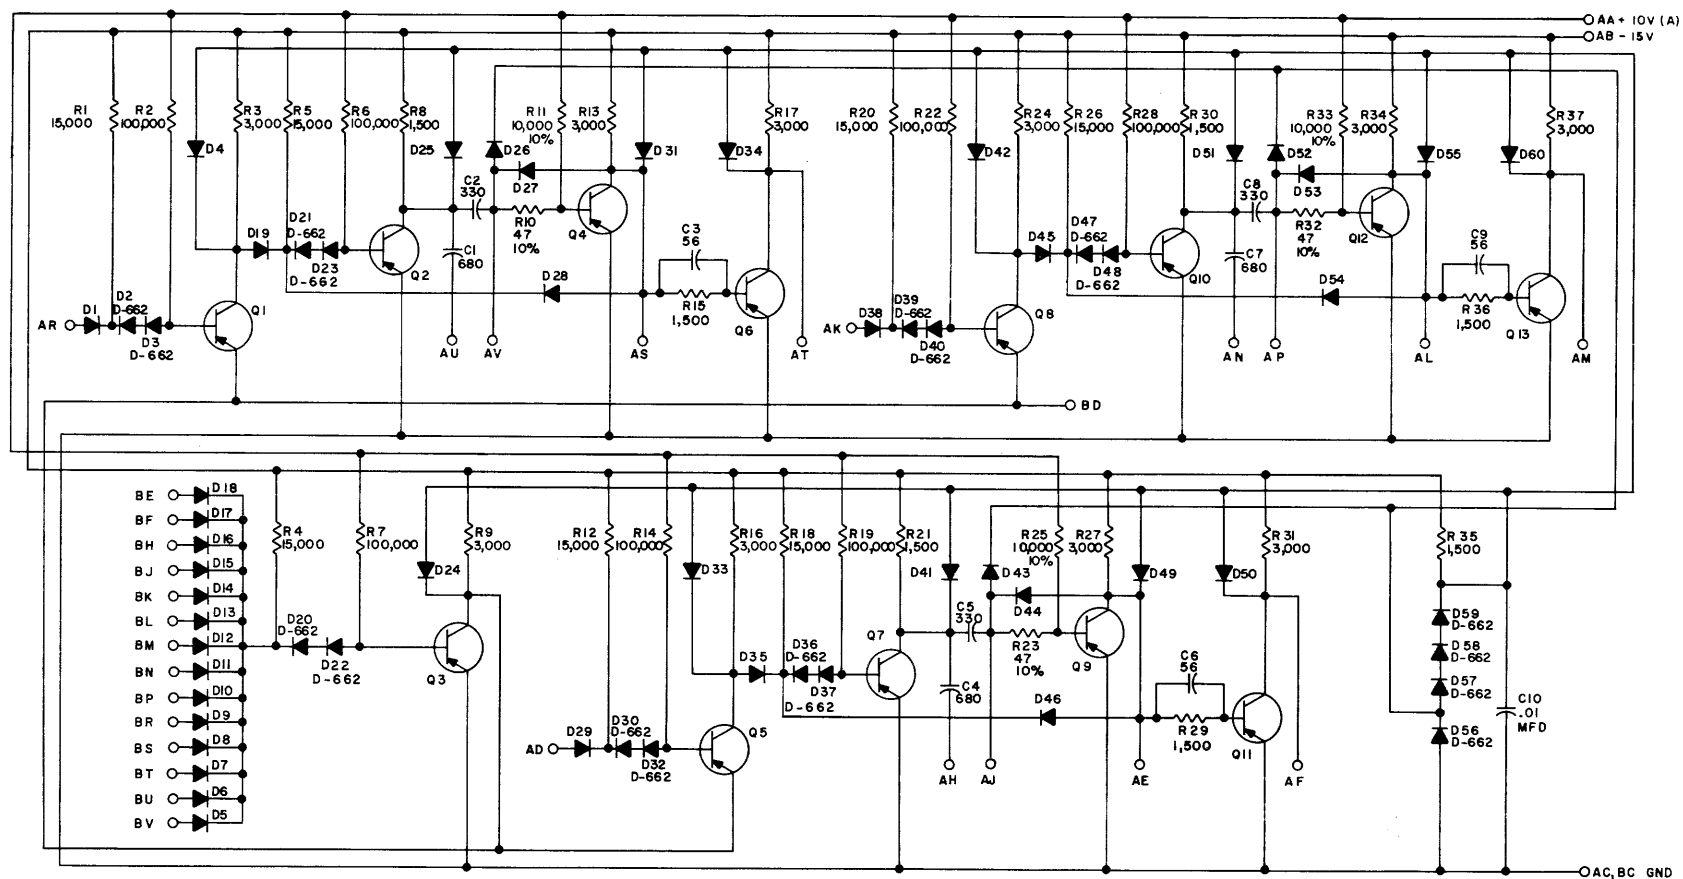 AA + 10V (A)
AB - 15V
R1
15,000
R2
100,000
R3
3,000
R5
15,000
R6
100,000
R8
1,500
R11
10,000
10%
R13
3,000
R17
3,000
R20
15,000
R22
100,000
R24
3,000
R26
15,000
R28
100,000
R30
1,500
R33
10,000
10%
R34
3,000
R37
3,000
D4
D25
D26
D27
D31
D34
D42
D51
D52
D53
D55
D60
C2
330
R10
47
10%
Q4
C8
330
R32
47
10%
Q12
D19
D21
D-662
D23
D-662
Q2
C1
680
D28
C3
56
R15
1,500
Q6
D45
D47
D-662
D48
D-662
Q10
C7
680
D54
C9
56
R36
1,500
Q13
AR
D1
D2
D-662
D3
D-662
Q1
AU
AV
AS
AT
AK
D38
D39
D-662
D40
D-662
Q8
AN
AP
AL
AM
BD
BE
D18
BF
D17
BH
D16
BJ
D15
BK
D14
BL
D13
BM
D12
BN
D11
BP
D10
BR
D9
BS
D8
BT
D7
BU
D6
BV
D5
R4
15,000
R7
100,000
R9
3,000
R12
15,000
R14
100,000
R16
3,000
R18
15,000
R19
100,000
R21
1,500
R25
10,000
10%
R27
3,000
R31
3,000
R35
1,500
D24
D33
D41
D43
D44
D49
D50
D20
D-662
D22
D-662
Q3
D35
D36
D-662
D37
D-662
Q7
C5
330
R23
47
10%
Q9
C4
680
D46
C6
56
R29
1,500
Q11
AD
D29
D30
D-662
D32
D-662
Q5
AH
AJ
AE
AF
D59
D-662
D58
D-662
D57
D-662
D56
D-662
C10
.01
MFD
AC, BC GND